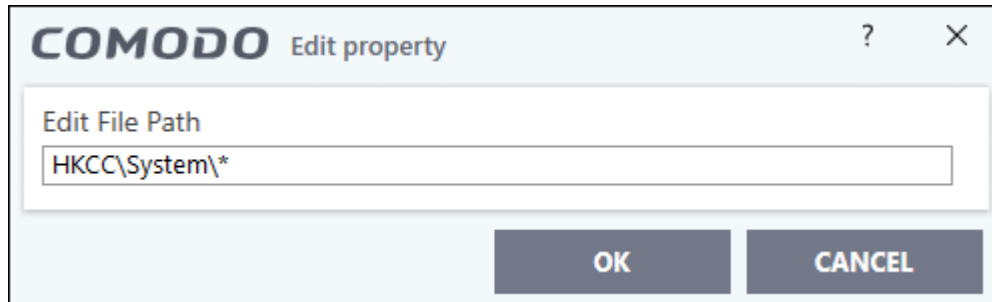 COMODO Edit property ?
Edit File Path
HKCC\System\*
OK CANCEL